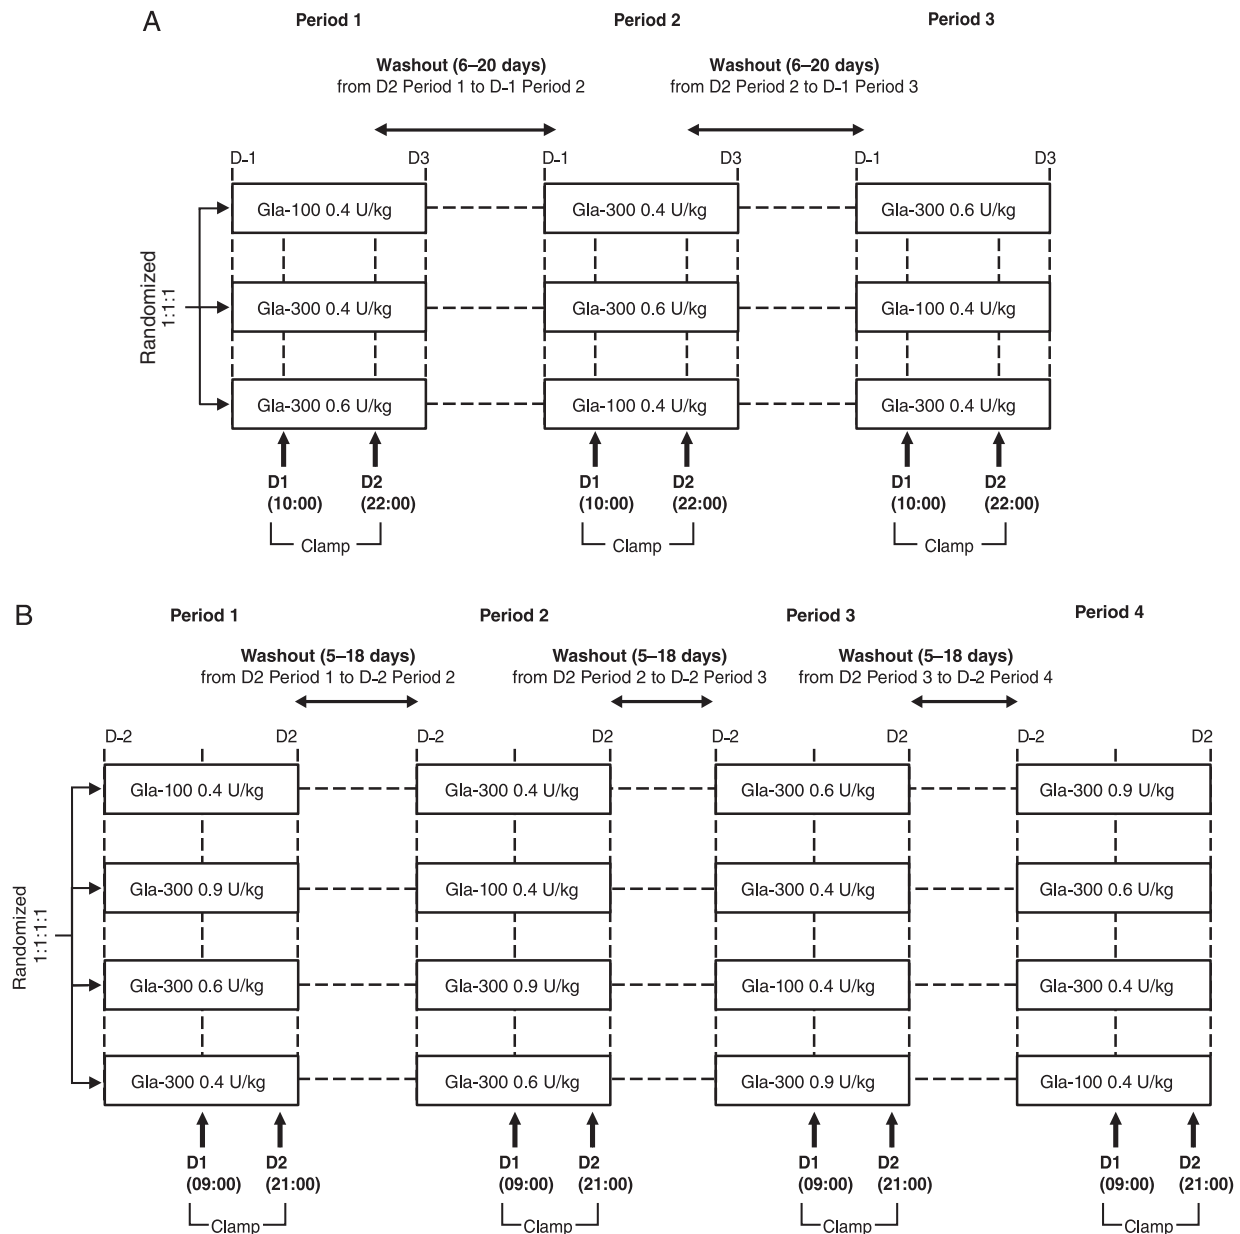 A
Period 1 Period 2 Period 3
Washout (6–20 days) Washout (6–20 days)
from D2 Period 1 to D-1 Period 2 from D2 Period 2 to D-1 Period 3
D-1 D3 D-1 D3 D-1 D3
Gla-100 0.4 U/kg Gla-300 0.4 U/kg Gla-300 0.6 U/kg
Randomized
1:1:1
Gla-300 0.4 U/kg Gla-300 0.6 U/kg Gla-100 0.4 U/kg
Gla-300 0.6 U/kg Gla-100 0.4 U/kg Gla-300 0.4 U/kg
D1 D2 D1 D2 D1 D2
(10:00) (22:00) (10:00) (22:00) (10:00) (22:00)
Clamp Clamp Clamp
B
Period 1 Period 2 Period 3 Period 4
Washout (5–18 days) Washout (5–18 days) Washout (5–18 days)
from D2 Period 1 to D-2 Period 2 from D2 Period 2 to D-2 Period 3 from D2 Period 3 to D-2 Period 4
D-2 D2 D-2 D2 D-2 D2 D-2 D2
Gla-100 0.4 U/kg Gla-300 0.4 U/kg Gla-300 0.6 U/kg Gla-300 0.9 U/kg
Gla-300 0.9 U/kg Gla-100 0.4 U/kg Gla-300 0.4 U/kg Gla-300 0.6 U/kg
Randomized
1:1:1:1
Gla-300 0.6 U/kg Gla-300 0.9 U/kg Gla-100 0.4 U/kg Gla-300 0.4 U/kg
Gla-300 0.4 U/kg Gla-300 0.6 U/kg Gla-300 0.9 U/kg Gla-100 0.4 U/kg
D1 D2 D1 D2 D1 D2 D1 D2
(09:00) (21:00) (09:00) (21:00) (09:00) (21:00) (09:00) (21:00)
Clamp Clamp Clamp Clamp